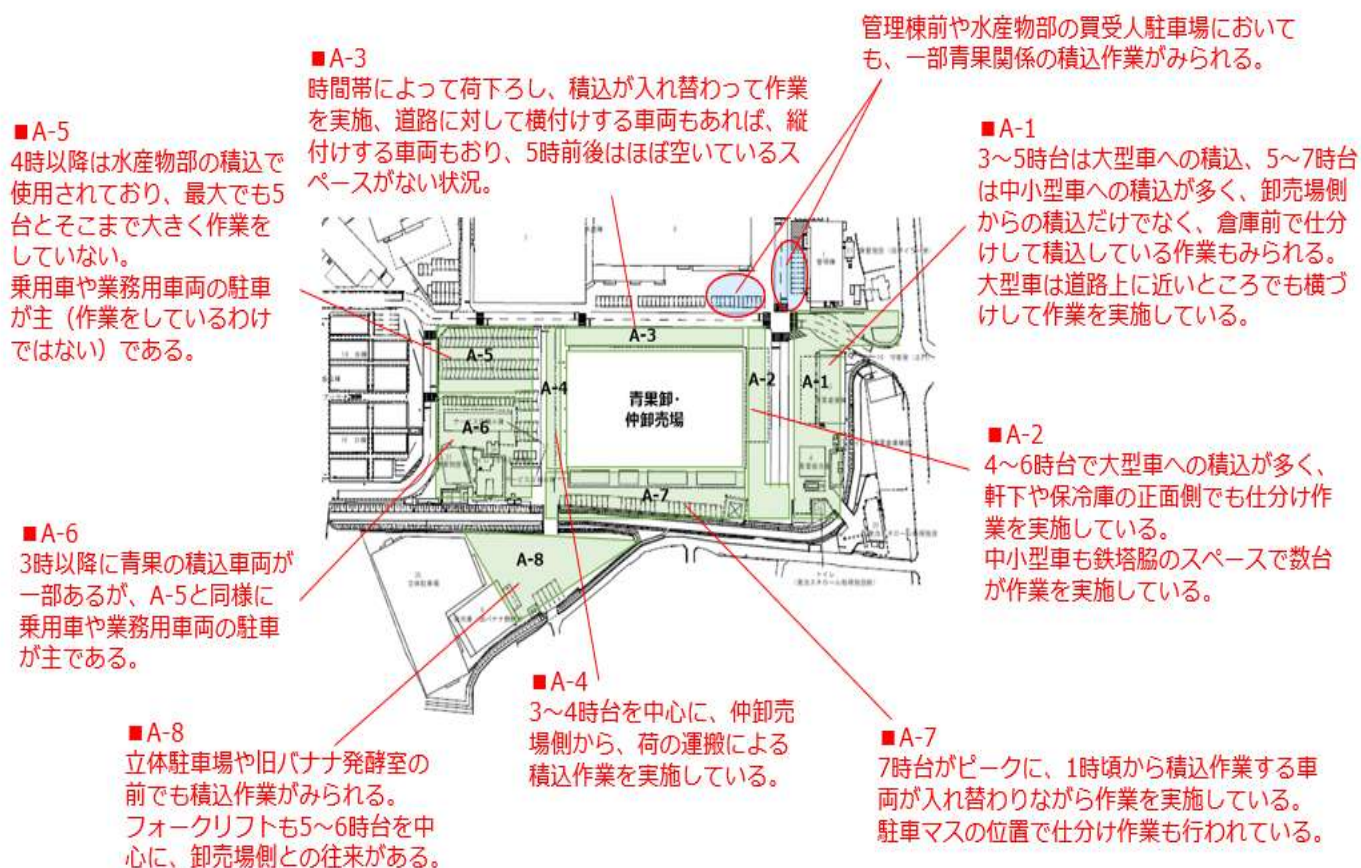 管理棟前や水産物部の買受人駐車場において
も、一部青果関係の積込作業がみられる。
■A-3
時間帯によって荷下ろし、積込が入れ替わって作業
を実施、道路に対して横付けする車両もあれば、縦
付けする車両もおり、5時前後はほぼ空いているス
ペースがない状況。
■A-5
4時以降は水産物部の積込で
使用されており、最大でも5
台とそこまで大きく作業を
していない。
乗用車や業務用車両の駐車
が主（作業をしているわけ
ではない）である。
■A-1
3～5時台は大型車への積込、5～7時台
は中小型車への積込が多く、卸売場側
からの積込だけでなく、倉庫前で仕分
けして積込している作業もみられる。
大型車は道路上に近いところでも横づ
けして作業を実施している。
管理棟
A-3
A-5
A-4
A-2
A-1
青果卸・
仲卸売場
A-6
A-7
A-8
立体駐車場
トイレ
■A-2
4～6時台で大型車への積込が多く、
軒下や保冷庫の正面側でも仕分け作
業を実施している。
中小型車も鉄塔脇のスペースで数台
が作業を実施している。
■A-6
3時以降に青果の積込車両が
一部あるが、A-5と同様に
乗用車や業務用車両の駐車
が主である。
■A-4
3～4時台を中心に、仲卸売
場側から、荷の運搬による
積込作業を実施している。
■A-8
立体駐車場や旧バナナ発酵室の
前でも積込作業がみられる。
フォークリフトも5～6時台を中
心に、卸売場側との往来がある。
■A-7
7時台がピークに、1時頃から積込作業する車
両が入れ替わりながら作業を実施している。
駐車マスの位置で仕分け作業も行われている。